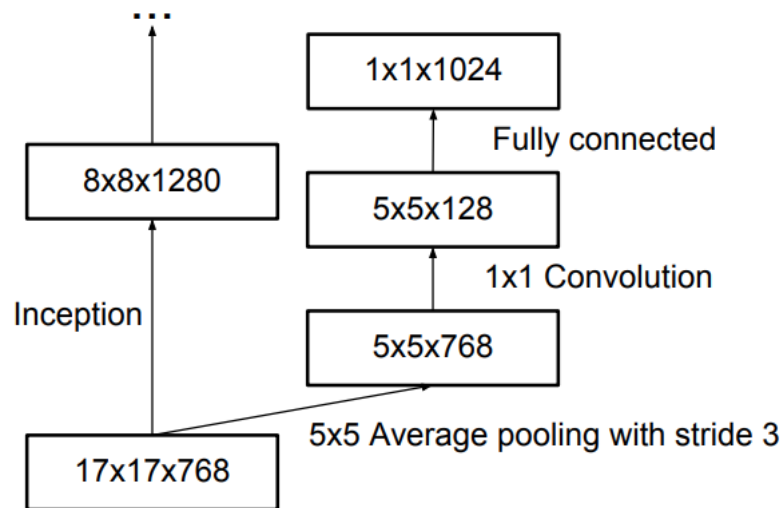 ...
1x1x1024
Fully connected
8x8x1280
5x5x128
1x1 Convolution
Inception
5x5x768
5x5 Average pooling with stride 3
17x17x768